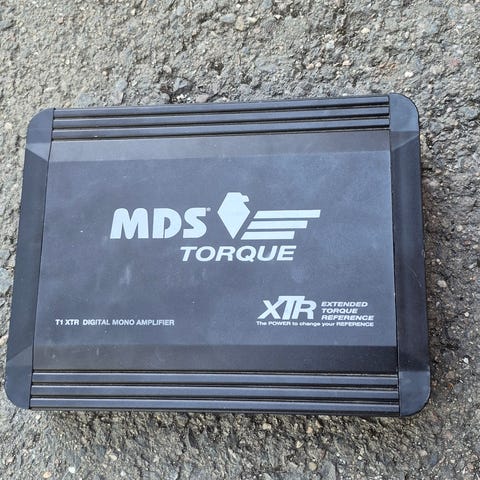 MDS®
TORQUE
T1 XTR DIGITAL MONO AMPLIFIER
XTR EXTENDED
TORQUE
REFERENCE
The POWER to change your REFERENCE